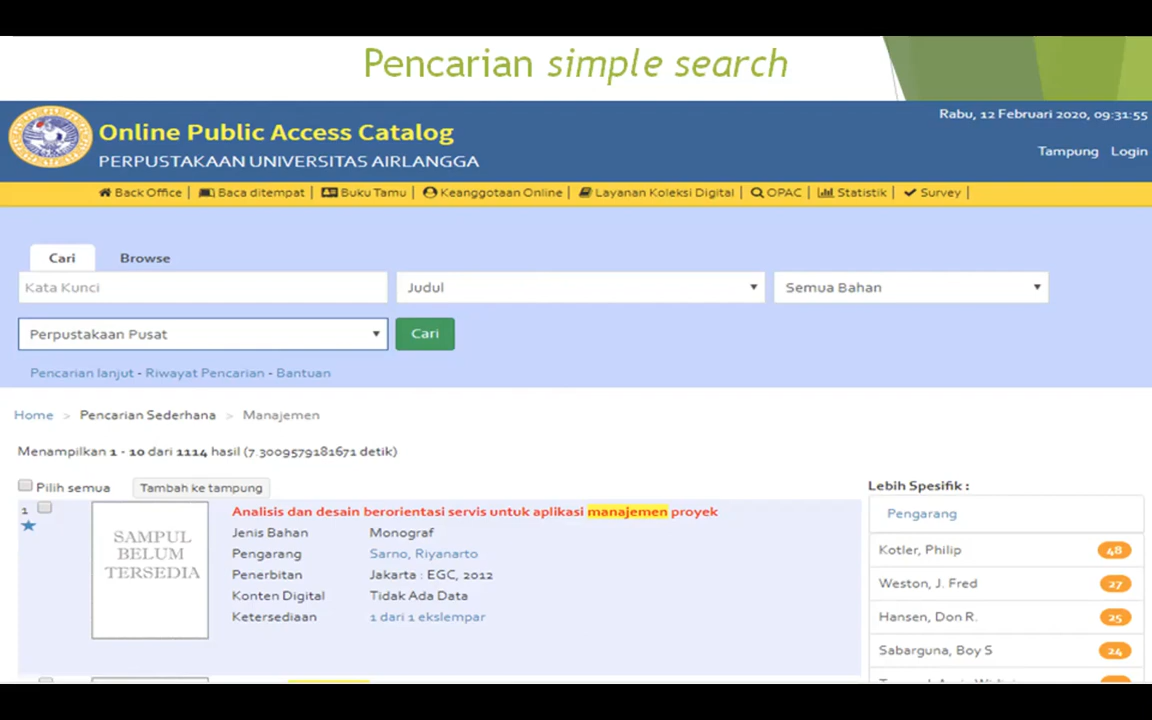 Pencarian simple search
Rabu, 12 Februari 2020, 09:31:55
Online Public Access Catalog
PERPUSTAKAAN UNIVERSITAS AIRLANGGA
Tampung Login
Back Office | Baca ditempat | Buku Tamu | Keanggotaan Online | Layanan Koleksi Digital | OPAC | Statistik | Survey |
Cari Browse
Kata Kunci Judul Semua Bahan
Perpustakaan Pusat Cari
Pencarian lanjut - Riwayat Pencarian - Bantuan
Home > Pencarian Sederhana > Manajemen
Menampilkan 1 - 10 dari 1114 hasil (7.3009579181671 detik)
Pilih semua Tambah ke tampung
1
SAMPUL
BELUM
TERSEDIA
Analisis dan desain berorientasi servis untuk aplikasi manajemen proyek
Jenis Bahan Monograf
Pengarang Sarno, Riyanarto
Penerbitan Jakarta : EGC, 2012
Konten Digital Tidak Ada Data
Ketersediaan 1 dari 1 ekslempar
Lebih Spesifik :
Pengarang
Kotler, Philip 48
Weston, J. Fred 27
Hansen, Don R. 25
Sabarguna, Boy S 24